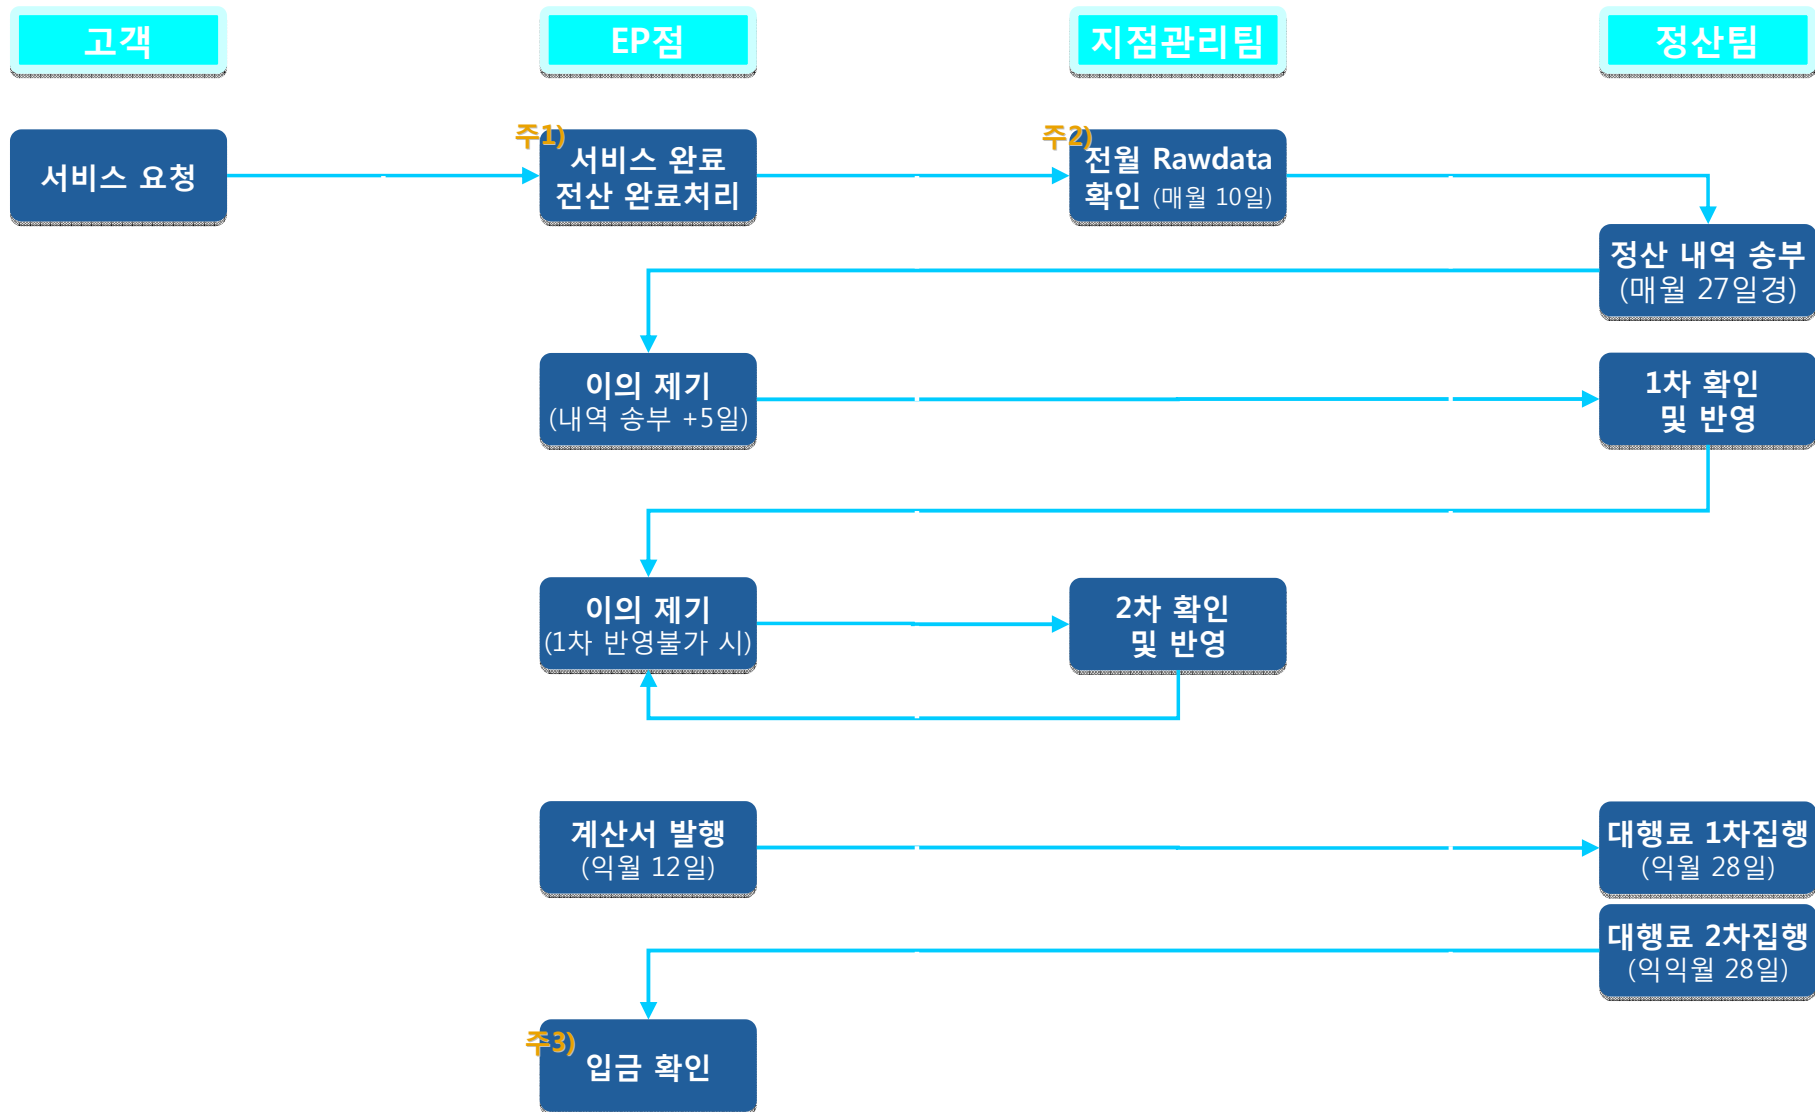 고객
EP점
지점관리팀
정산팀
서비스 요청
주1)
서비스 완료
전산 완료처리
주2)
전월 Rawdata
확인 (매월 10일)
정산 내역 송부
(매월 27일경)
이의 제기
(내역 송부 +5일)
1차 확인
및 반영
이의 제기
(1차 반영불가 시)
2차 확인
및 반영
계산서 발행
(익월 12일)
대행료 1차집행
(익월 28일)
대행료 2차집행
(익익월 28일)
주3)
입금 확인